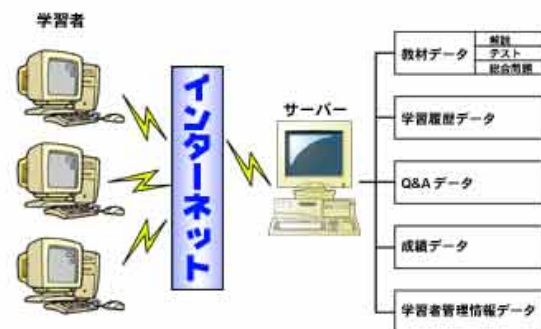 学習者
インターネット
サーバー
教材データ
解説
テスト
総合問題
学習履歴データ
Q&Aデータ
成績データ
学習者管理情報データ